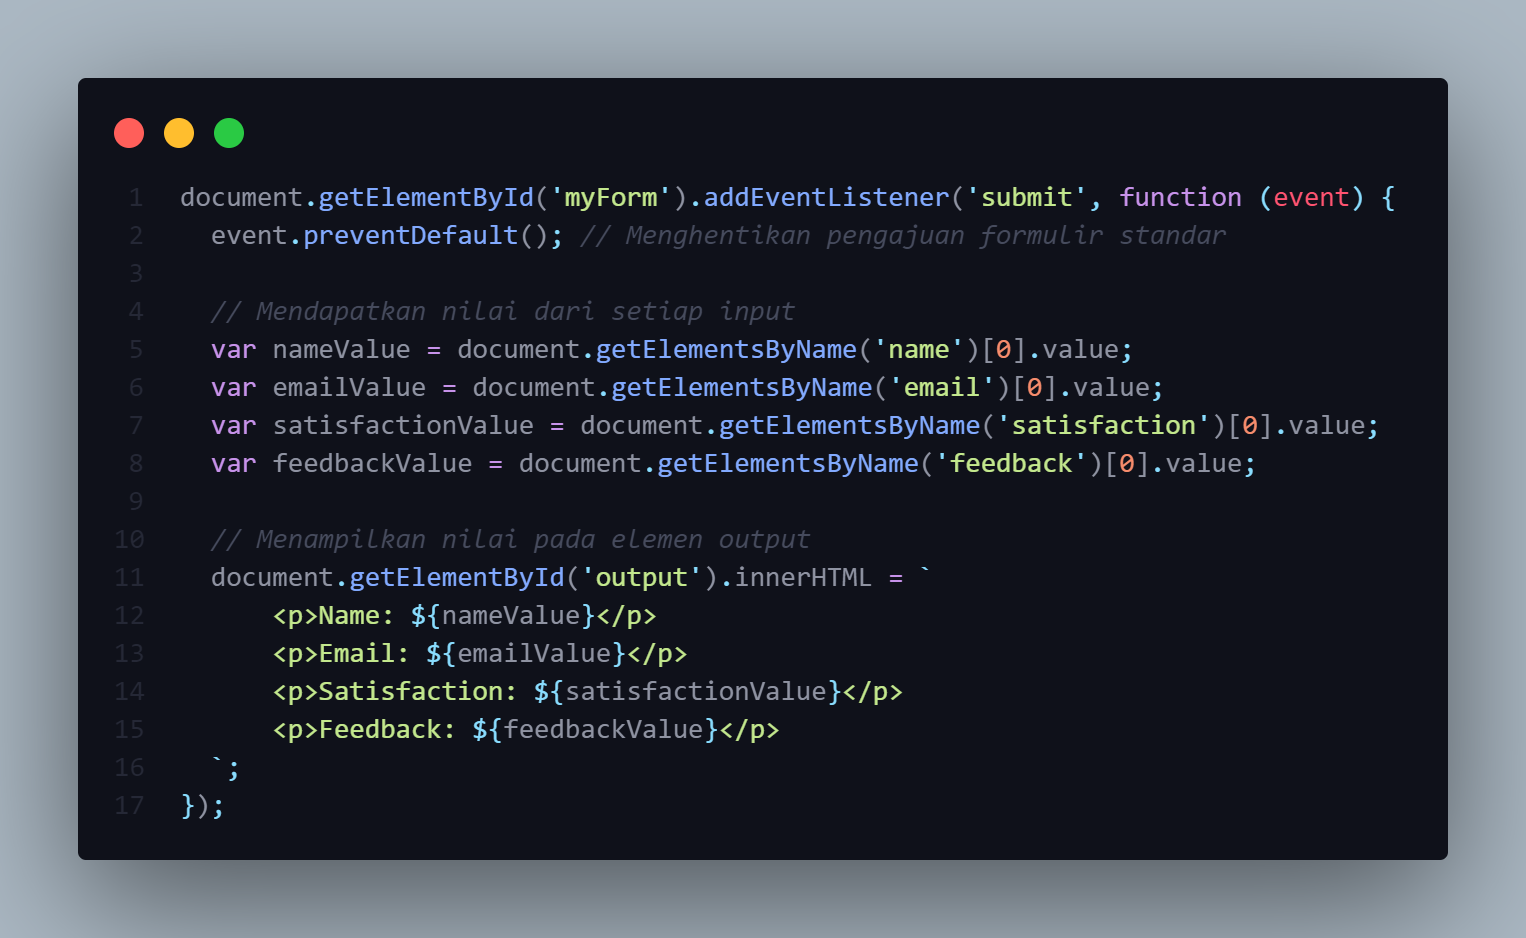 1 document.getElementById('myForm').addEventListener('submit', function (event) {
2   event.preventDefault(); // Menghentikan pengajuan formulir standar
3
4   // Mendapatkan nilai dari setiap input
5   var nameValue = document.getElementsByName('name')[0].value;
6   var emailValue = document.getElementsByName('email')[0].value;
7   var satisfactionValue = document.getElementsByName('satisfaction')[0].value;
8   var feedbackValue = document.getElementsByName('feedback')[0].value;
9
10   // Menampilkan nilai pada elemen output
11   document.getElementById('output').innerHTML = `
12       <p>Name: ${nameValue}</p>
13       <p>Email: ${emailValue}</p>
14       <p>Satisfaction: ${satisfactionValue}</p>
15       <p>Feedback: ${feedbackValue}</p>
16   `;
17 });